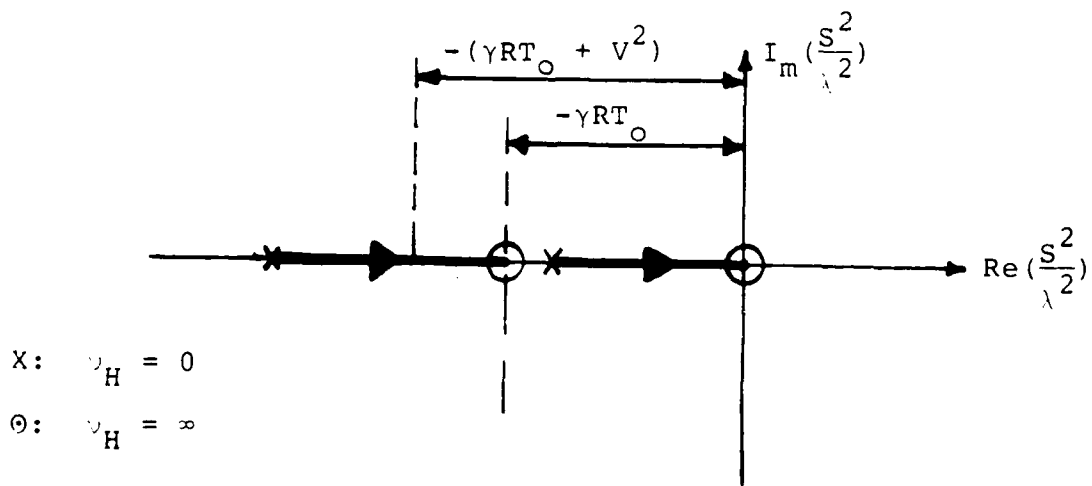 -(γRT_O + V^2)
I_m(S^2/λ^2)
-γRT_O
Re(S^2/λ^2)
X: ν_H = 0
⊙: ν_H = ∞